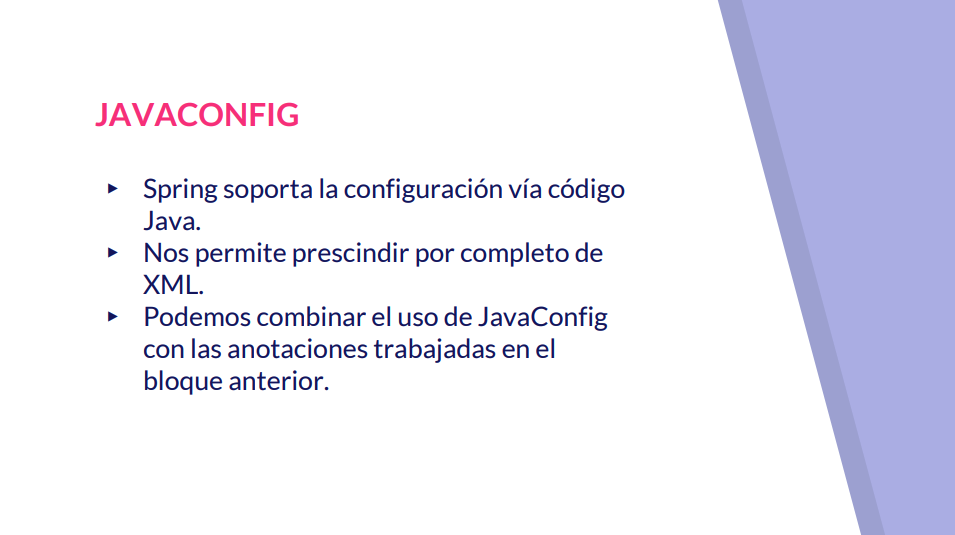 JAVACONFIG
▸ Spring soporta la configuración vía código
Java.
▸ Nos permite prescindir por completo de
XML.
▸ Podemos combinar el uso de JavaConfig
con las anotaciones trabajadas en el
bloque anterior.